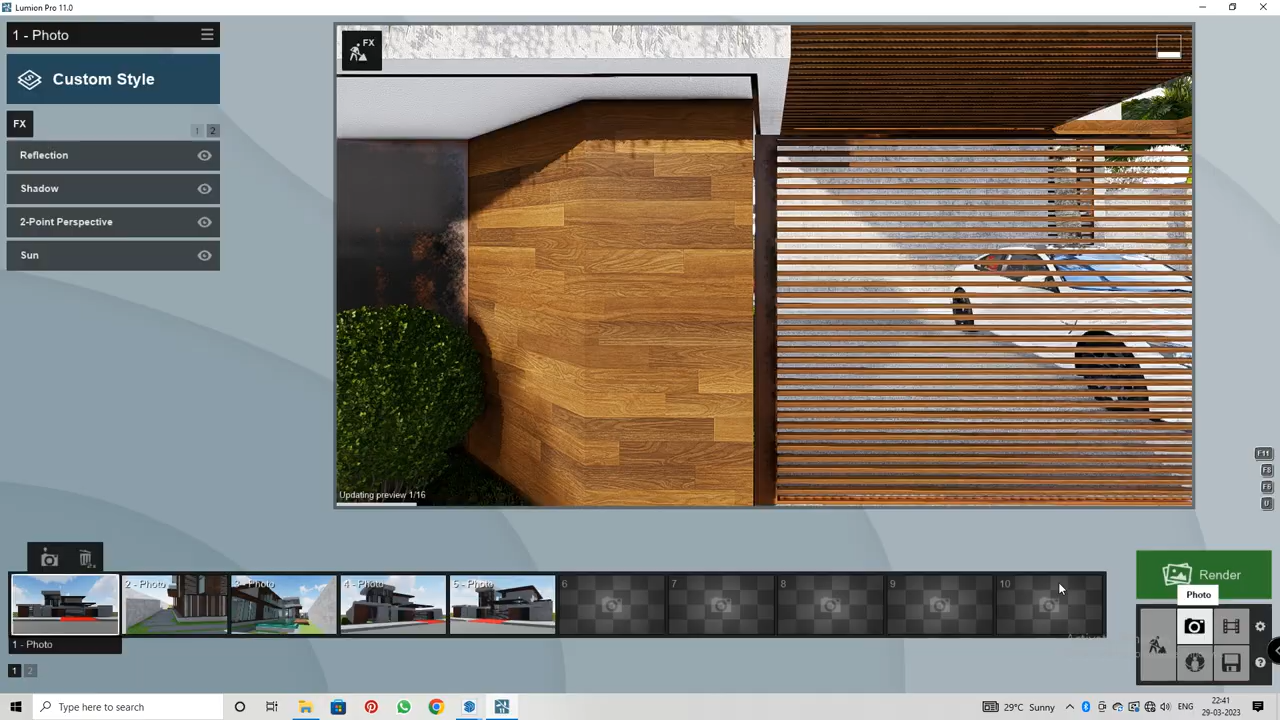 Lumion Pro 11.0
1 - Photo
Custom Style
FX
1 2
Reflection
Shadow
2-Point Perspective
Sun
FX
Updating preview 1/16
F11
F3
F5
U
2 - Photo
3 - Photo
4 - Photo
5 - Photo
6
7
8
9
10
1 - Photo
1 2
Render
Photo
?
Type here to search
29°C Sunny
ENG
22:41
29-03-2023